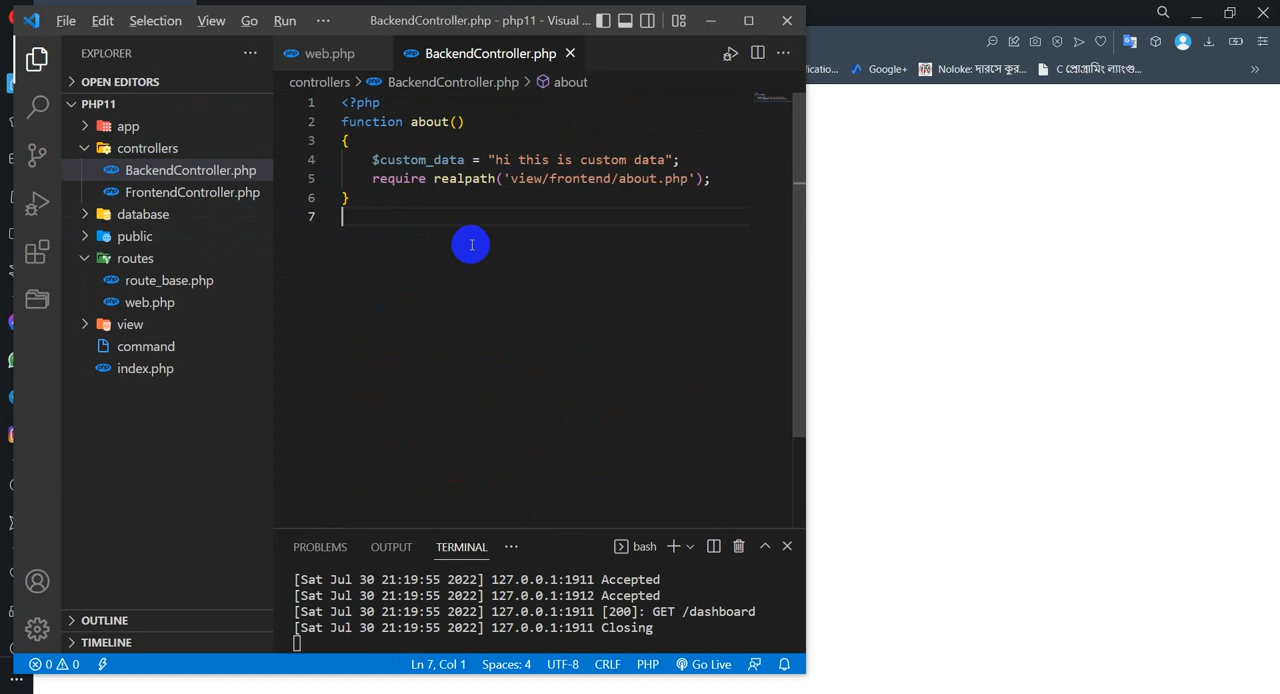 File Edit Selection View Go Run ··· BackendController.php - php11 - Visual ...
EXPLORER ···
OPEN EDITORS
PHP11
app
controllers
BackendController.php
FrontendController.php
database
public
routes
route_base.php
web.php
view
command
index.php
OUTLINE
TIMELINE
web.php BackendController.php
controllers > BackendController.php > about
1 <?php
2 function about()
3 {
4 $custom_data = "hi this is custom data";
5 require realpath('view/frontend/about.php');
6 }
7
PROBLEMS OUTPUT TERMINAL ··· bash
[Sat Jul 30 21:19:55 2022] 127.0.0.1:1911 Accepted
[Sat Jul 30 21:19:55 2022] 127.0.0.1:1912 Accepted
[Sat Jul 30 21:19:55 2022] 127.0.0.1:1911 [200]: GET /dashboard
[Sat Jul 30 21:19:55 2022] 127.0.0.1:1911 Closing
0 0 Ln 7, Col 1 Spaces: 4 UTF-8 CRLF PHP Go Live
ificatio... Google+ Noloke: দারসে কুর... C প্রোগ্রামিং ল্যাংগু...